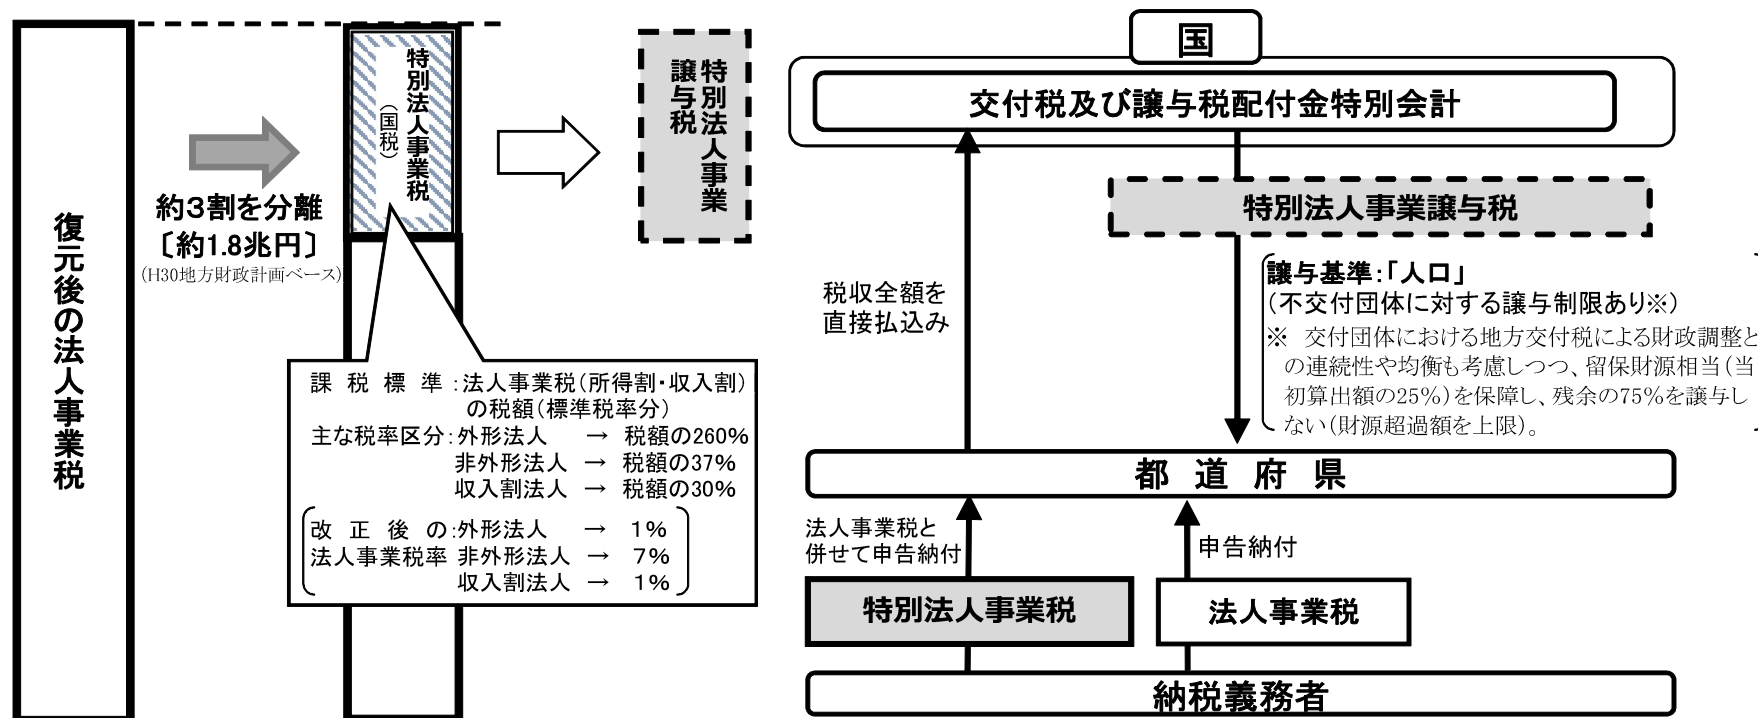 復元後の法人事業税
約3割を分離
〔約1.8兆円〕
(H30地方財政計画ベース)
特別法人事業税
(国税)
特別法人事業
譲与税
課税標準:法人事業税(所得割・収入割)
の税額(標準税率分)
主な税率区分:外形法人 → 税額の260%
非外形法人 → 税額の37%
収入割法人 → 税額の30%
改正後の:外形法人 → 1%
法人事業税率 非外形法人 → 7%
収入割法人 → 1%
国
交付税及び譲与税配付金特別会計
特別法人事業譲与税
税収全額を
直接払込み
譲与基準:「人口」
(不交付団体に対する譲与制限あり※)
※ 交付団体における地方交付税による財政調整と
の連続性や均衡も考慮しつつ、留保財源相当(当
初算出額の25%)を保障し、残余の75%を譲与し
ない(財源超過額を上限)。
都道府県
法人事業税と
併せて申告納付
申告納付
特別法人事業税
法人事業税
納税義務者